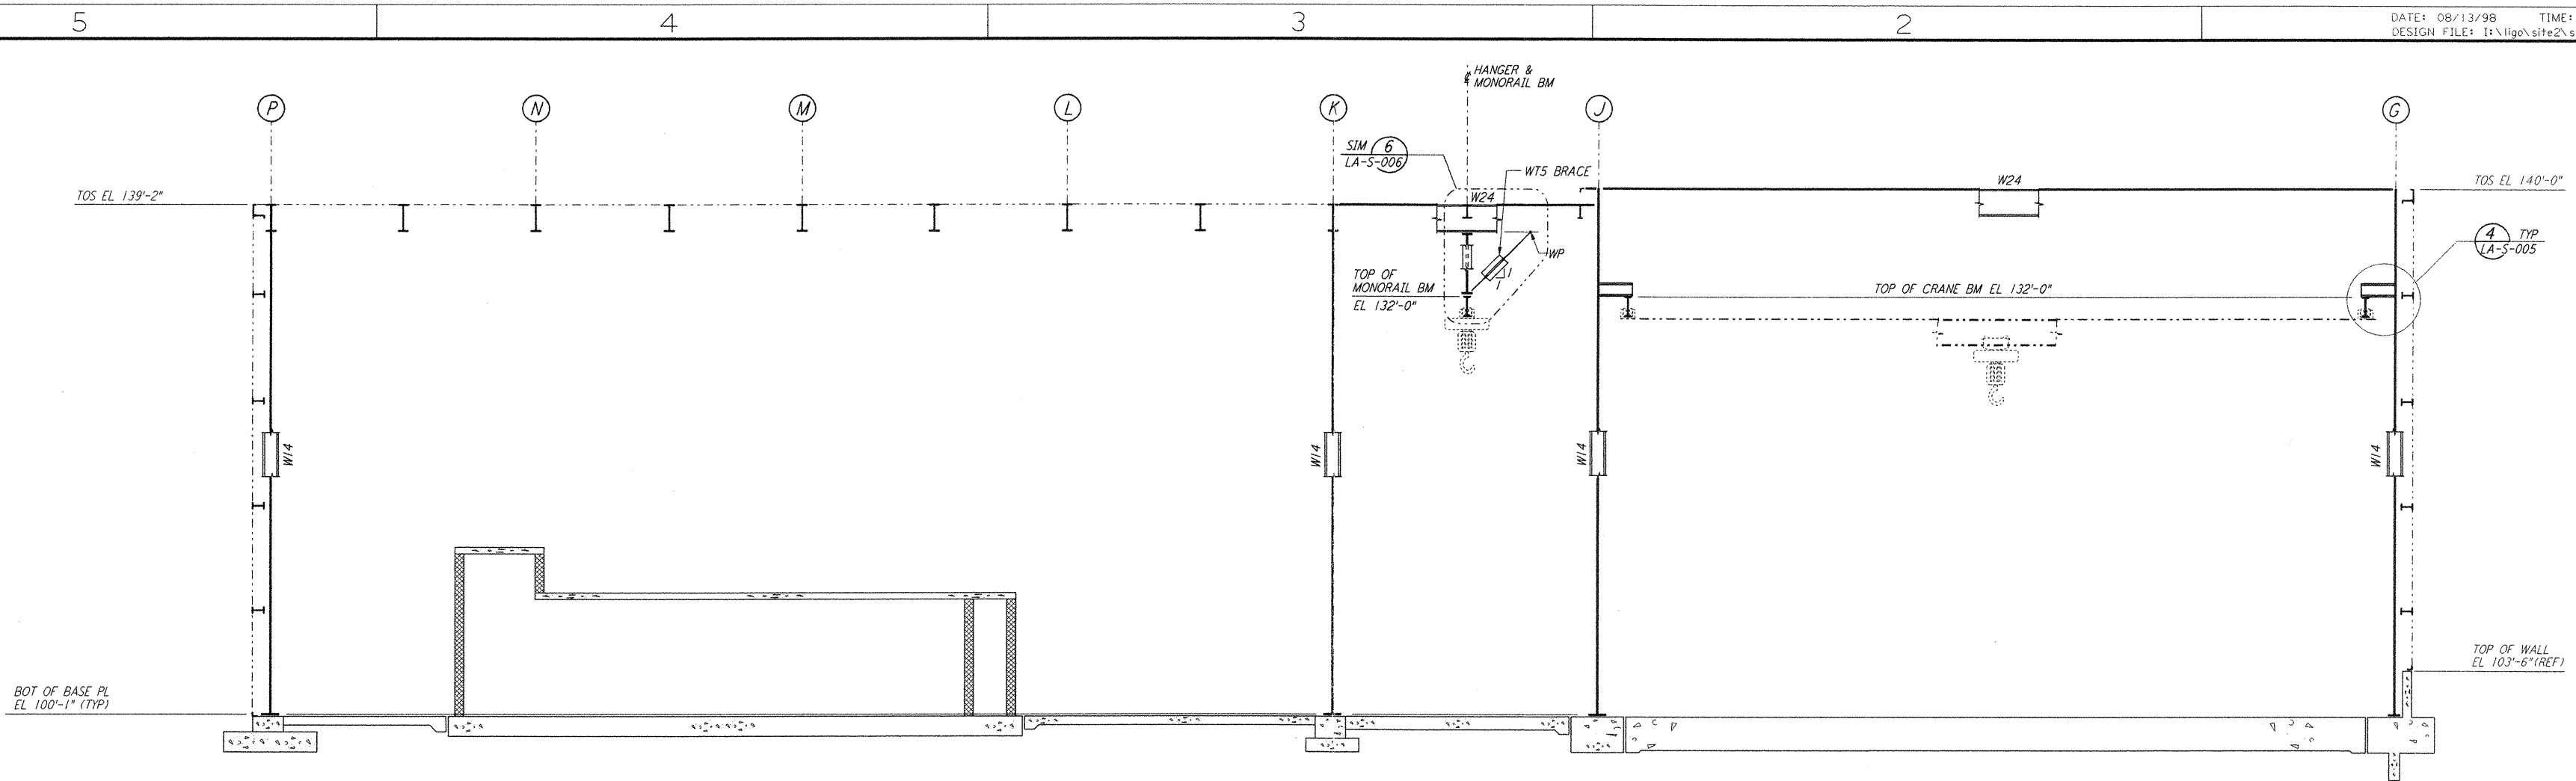 5
4
3
2
DATE: 08/13/98 TIME:
DESIGN FILE: I:\ligo\site2\s
HANGER &
MONORAIL BM
P
N
M
L
K
J
G
SIM 6
LA-S-006
WT5 BRACE
TOS EL 139'-2"
W24
W24
TOS EL 140'-0"
4 TYP
LA-S-005
WP
TOP OF
MONORAIL BM
EL 132'-0"
1
1
TOP OF CRANE BM EL 132'-0"
W14
W14
W14
W14
TOP OF WALL
EL 103'-6"(REF)
BOT OF BASE PL
EL 100'-1" (TYP)